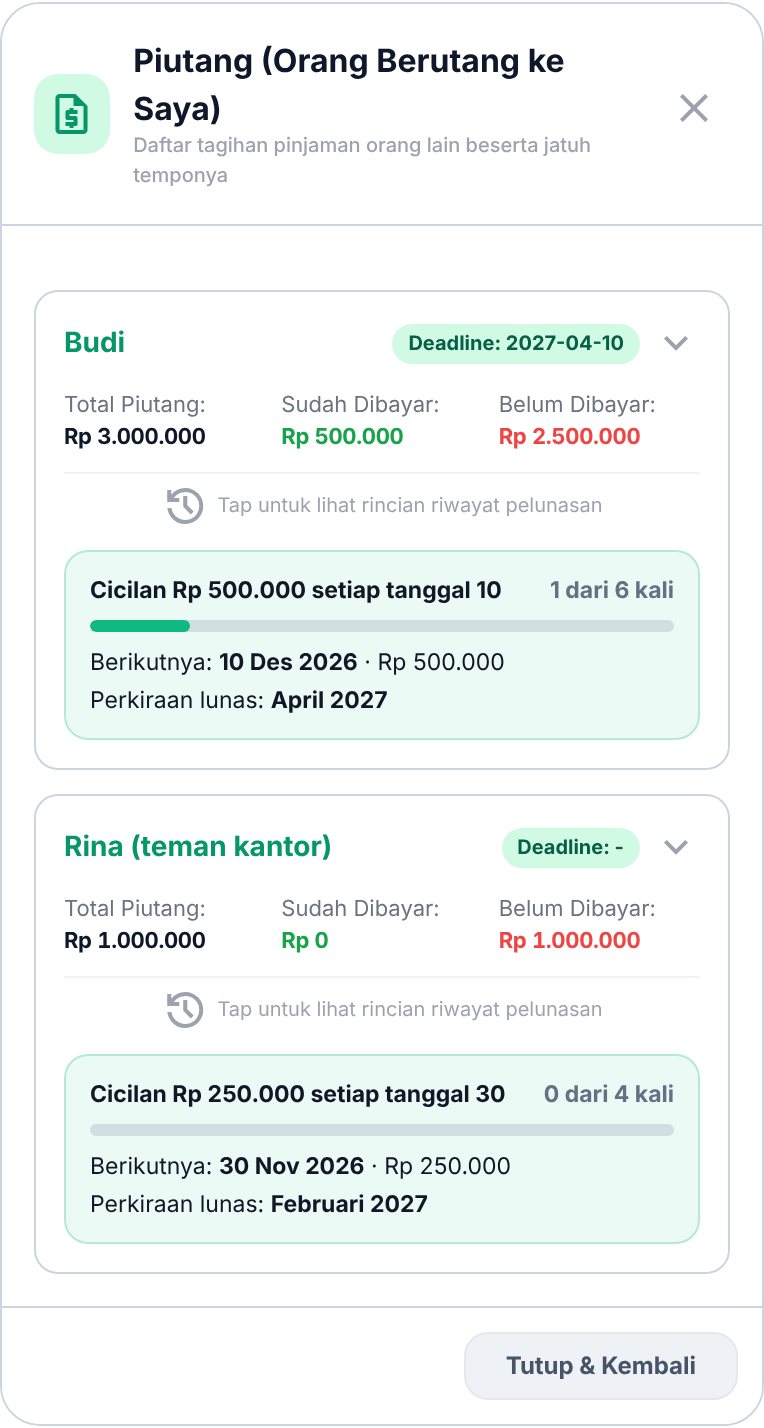 Piutang (Orang Berutang ke
Saya)
Daftar tagihan pinjaman orang lain beserta jatuh
temponya
Budi
Deadline: 2027-04-10
Total Piutang: Sudah Dibayar: Belum Dibayar:
Rp 3.000.000 Rp 500.000 Rp 2.500.000
Tap untuk lihat rincian riwayat pelunasan
Cicilan Rp 500.000 setiap tanggal 10 1 dari 6 kali
Berikutnya: 10 Des 2026 · Rp 500.000
Perkiraan lunas: April 2027
Rina (teman kantor)
Deadline: -
Total Piutang: Sudah Dibayar: Belum Dibayar:
Rp 1.000.000 Rp 0 Rp 1.000.000
Tap untuk lihat rincian riwayat pelunasan
Cicilan Rp 250.000 setiap tanggal 30 0 dari 4 kali
Berikutnya: 30 Nov 2026 · Rp 250.000
Perkiraan lunas: Februari 2027
Tutup & Kembali